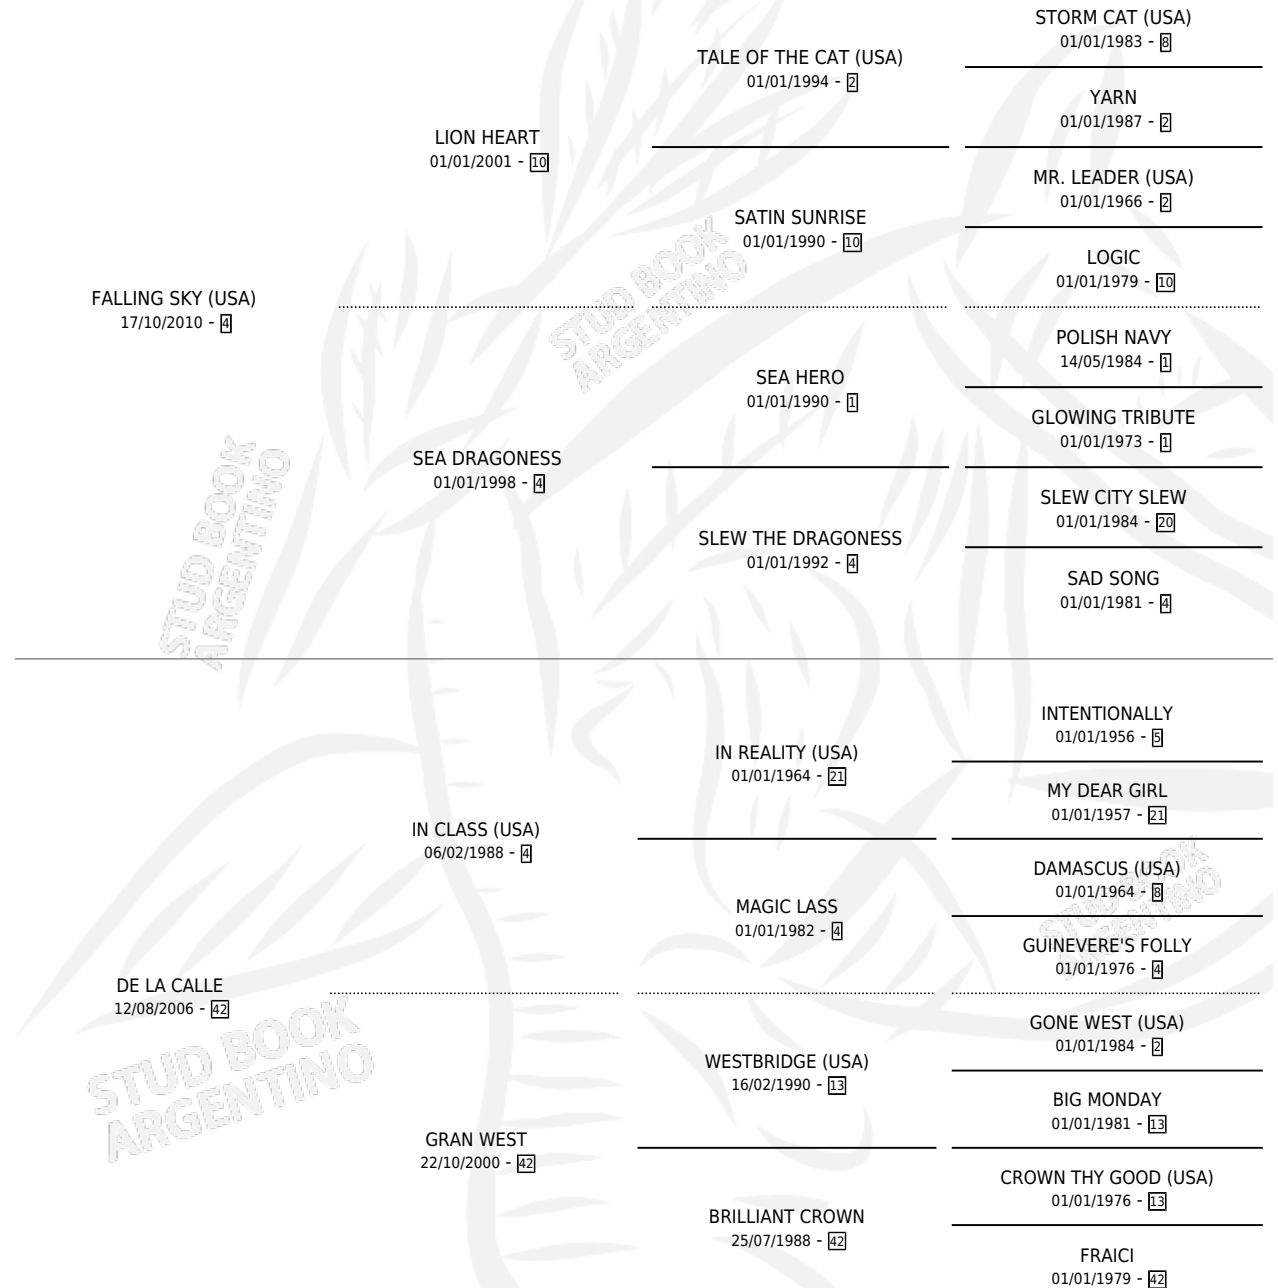 STORM CAT (USA)
01/01/1983 - 8
TALE OF THE CAT (USA)
01/01/1994 - 2
YARN
01/01/1987 - 2
LION HEART
01/01/2001 - 10
MR. LEADER (USA)
01/01/1966 - 2
SATIN SUNRISE
01/01/1990 - 10
LOGIC
01/01/1979 - 10
FALLING SKY (USA)
17/10/2010 - 4
POLISH NAVY
14/05/1984 - 1
SEA HERO
01/01/1990 - 1
GLOWING TRIBUTE
01/01/1973 - 1
SEA DRAGONESS
01/01/1998 - 4
SLEW CITY SLEW
01/01/1984 - 20
SLEW THE DRAGONESS
01/01/1992 - 4
SAD SONG
01/01/1981 - 4
STUD BOOK
ARGENTINO
STUD BOOK
ARGENTINO
INTENTIONALLY
01/01/1956 - 5
IN REALITY (USA)
01/01/1964 - 21
MY DEAR GIRL
01/01/1957 - 21
IN CLASS (USA)
06/02/1988 - 4
DAMASCUS (USA)
01/01/1964 - 8
MAGIC LASS
01/01/1982 - 4
GUINEVERE'S FOLLY
01/01/1976 - 4
DE LA CALLE
12/08/2006 - 42
GONE WEST (USA)
01/01/1984 - 2
WESTBRIDGE (USA)
16/02/1990 - 13
BIG MONDAY
01/01/1981 - 13
GRAN WEST
22/10/2000 - 42
CROWN THY GOOD (USA)
01/01/1976 - 13
BRILLIANT CROWN
25/07/1988 - 42
FRAICI
01/01/1979 - 42
STUD BOOK
ARGENTINO
STUD BOOK
ARGENTINO